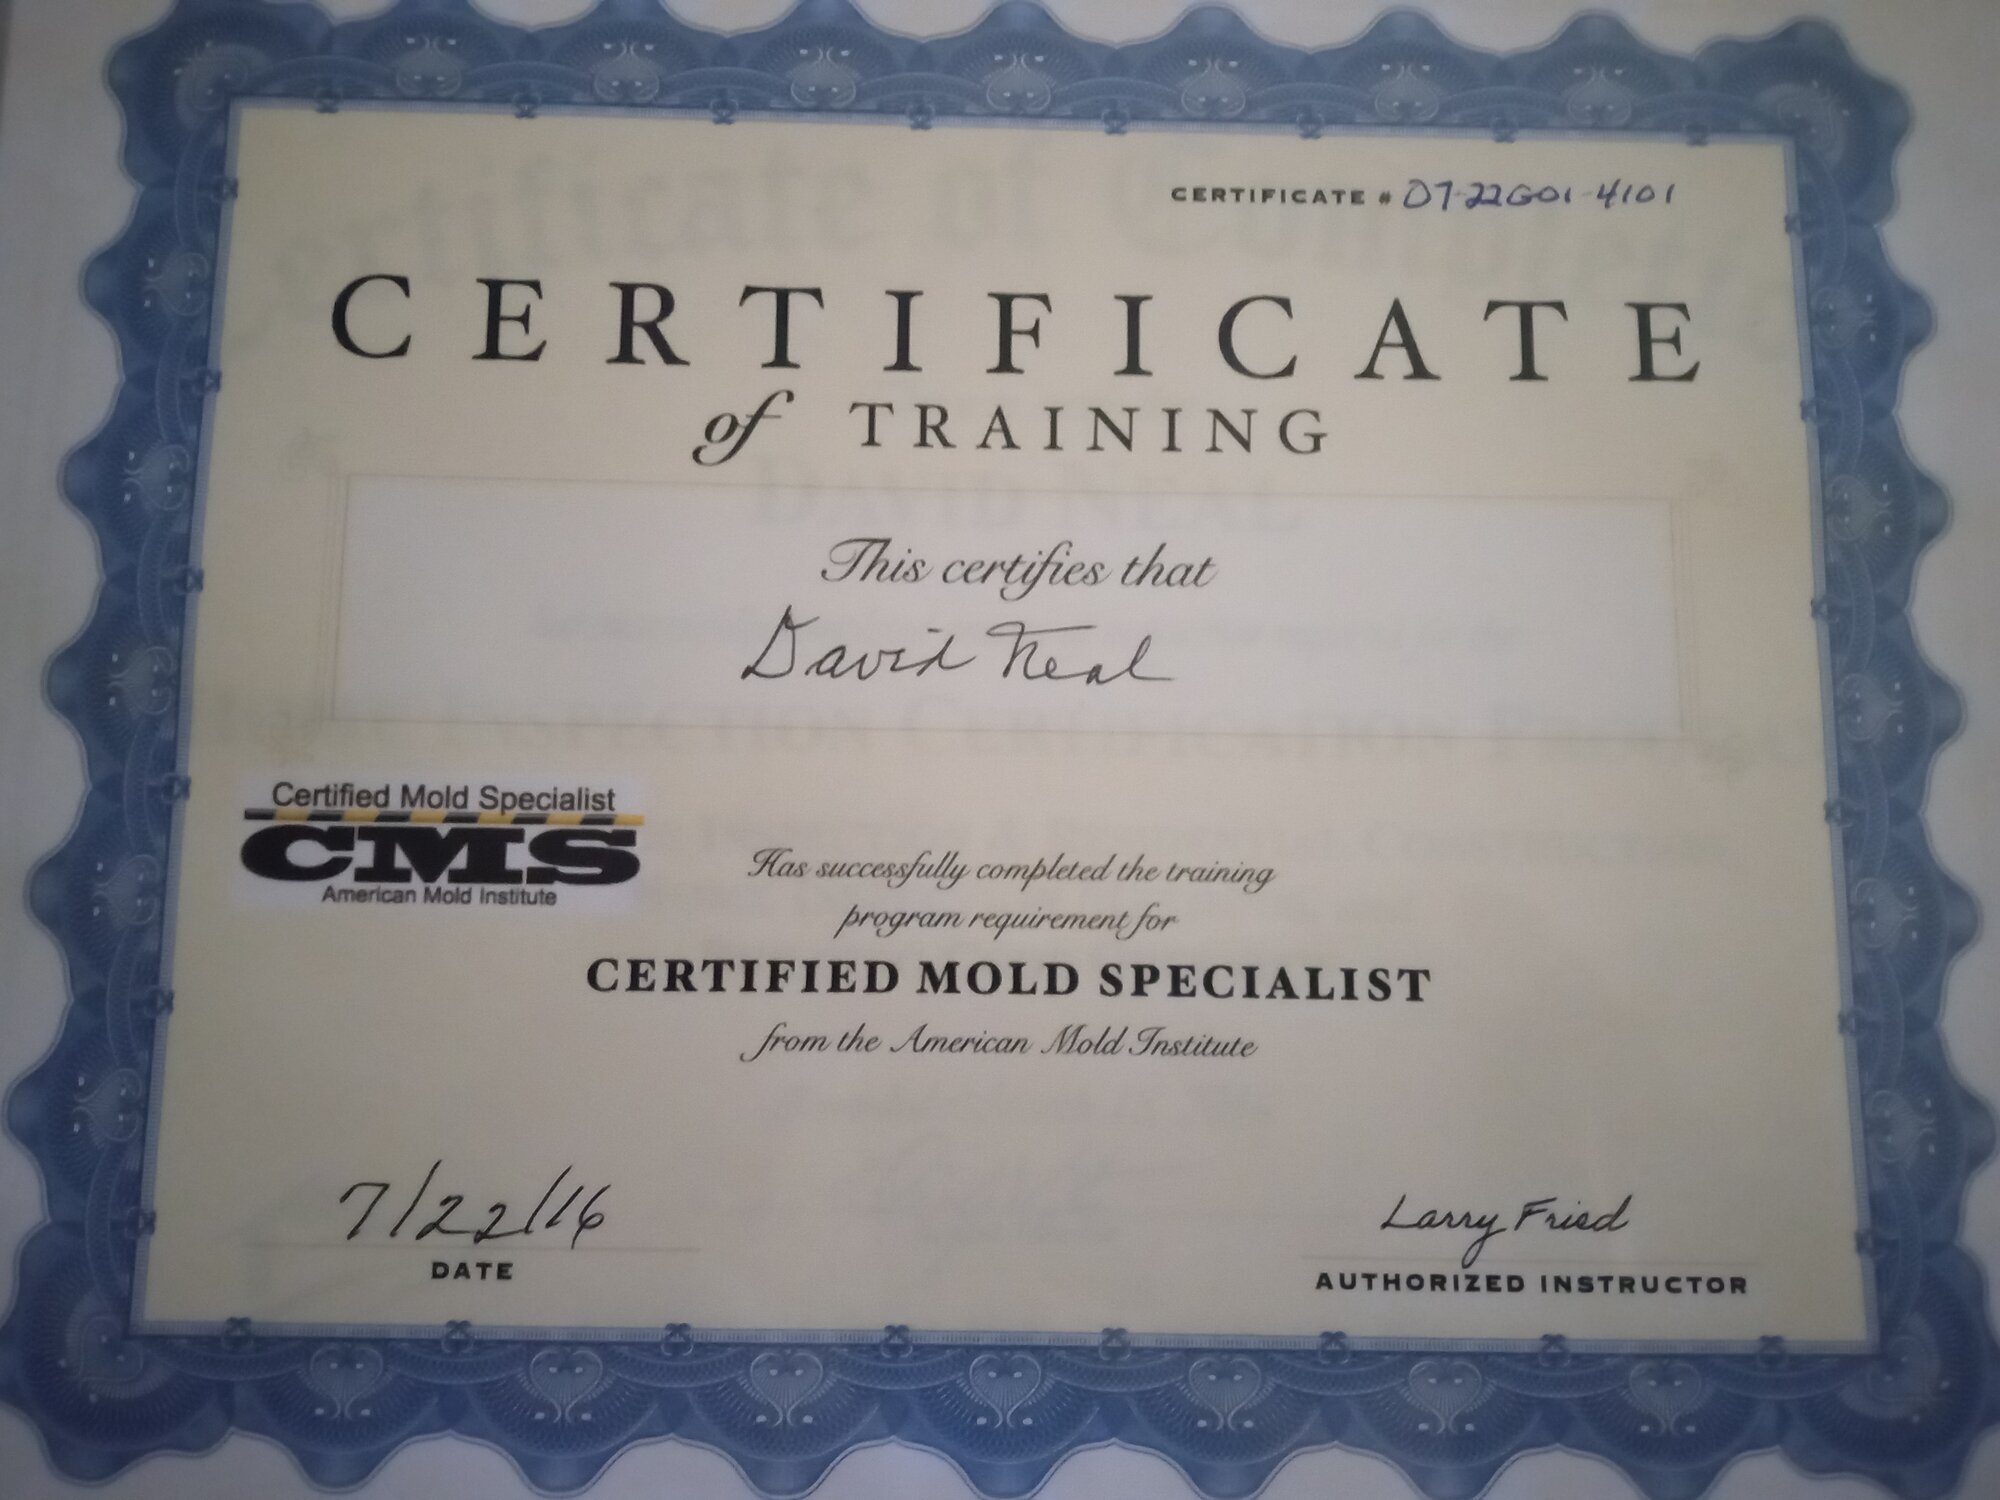 CERTIFICATE # 07-22G01-4101
CERTIFICATE
of TRAINING
This certifies that
David Neal
Certified Mold Specialist
CMS
American Mold Institute
Has successfully completed the training
program requirement for
CERTIFIED MOLD SPECIALIST
from the American Mold Institute
7/22/16
DATE
Larry Fried
AUTHORIZED INSTRUCTOR